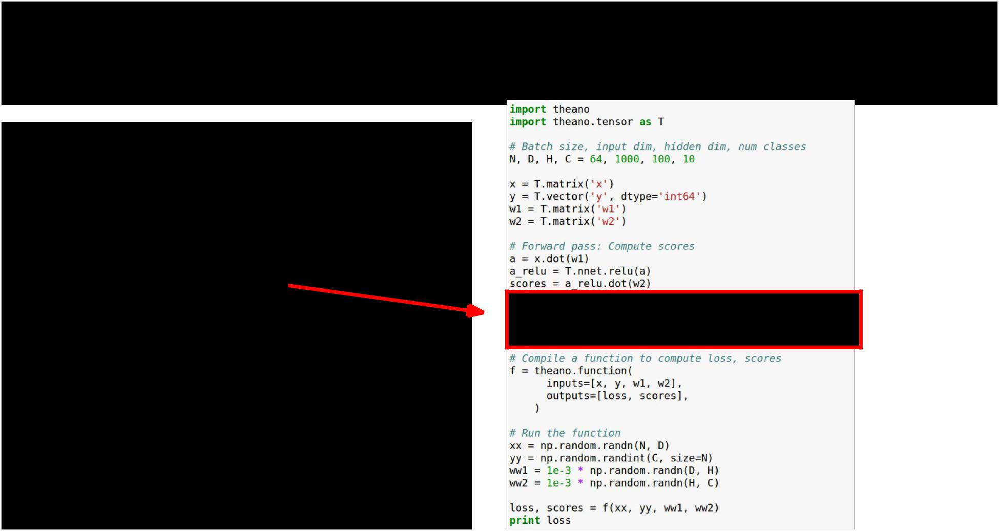 import theano
import theano.tensor as T
# Batch size, input dim, hidden dim, num classes
N, D, H, C = 64, 1000, 100, 10
x = T.matrix('x')
y = T.vector('y', dtype='int64')
w1 = T.matrix('w1')
w2 = T.matrix('w2')
# Forward pass: Compute scores
a = x.dot(w1)
a_relu = T.nnet.relu(a)
scores = a_relu.dot(w2)
# Compile a function to compute loss, scores
f = theano.function(
      inputs=[x, y, w1, w2],
      outputs=[loss, scores],
    )
# Run the function
xx = np.random.randn(N, D)
yy = np.random.randint(C, size=N)
ww1 = 1e-3 * np.random.randn(D, H)
ww2 = 1e-3 * np.random.randn(H, C)
loss, scores = f(xx, yy, ww1, ww2)
print loss